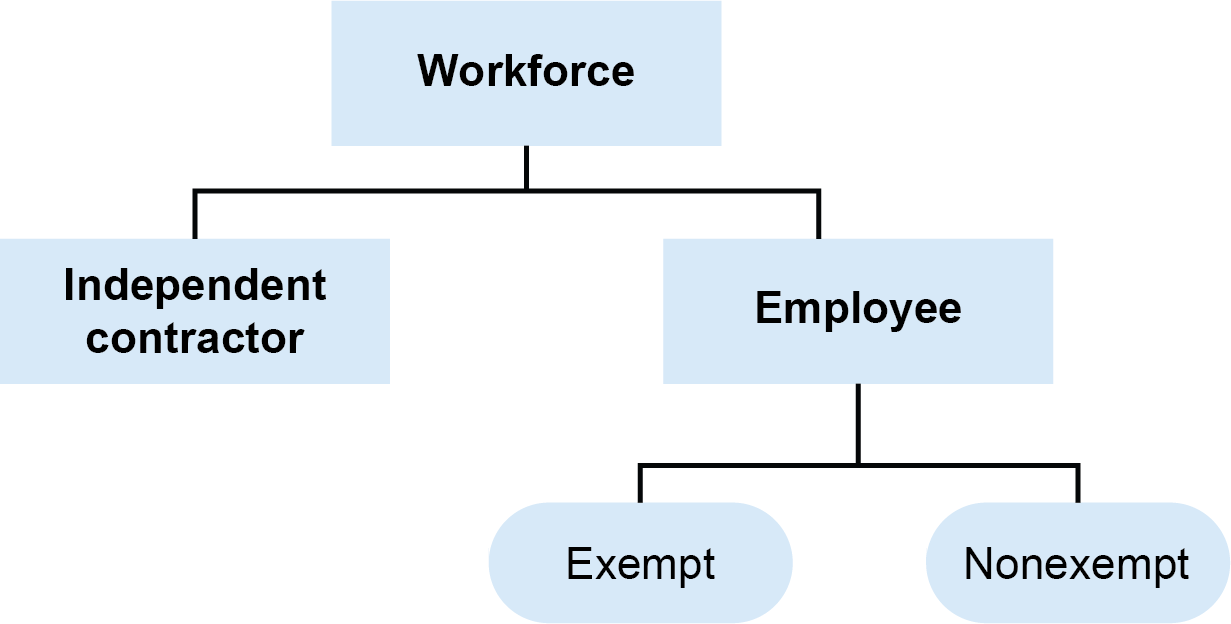 Workforce
Independent
contractor
Employee
Exempt
Nonexempt